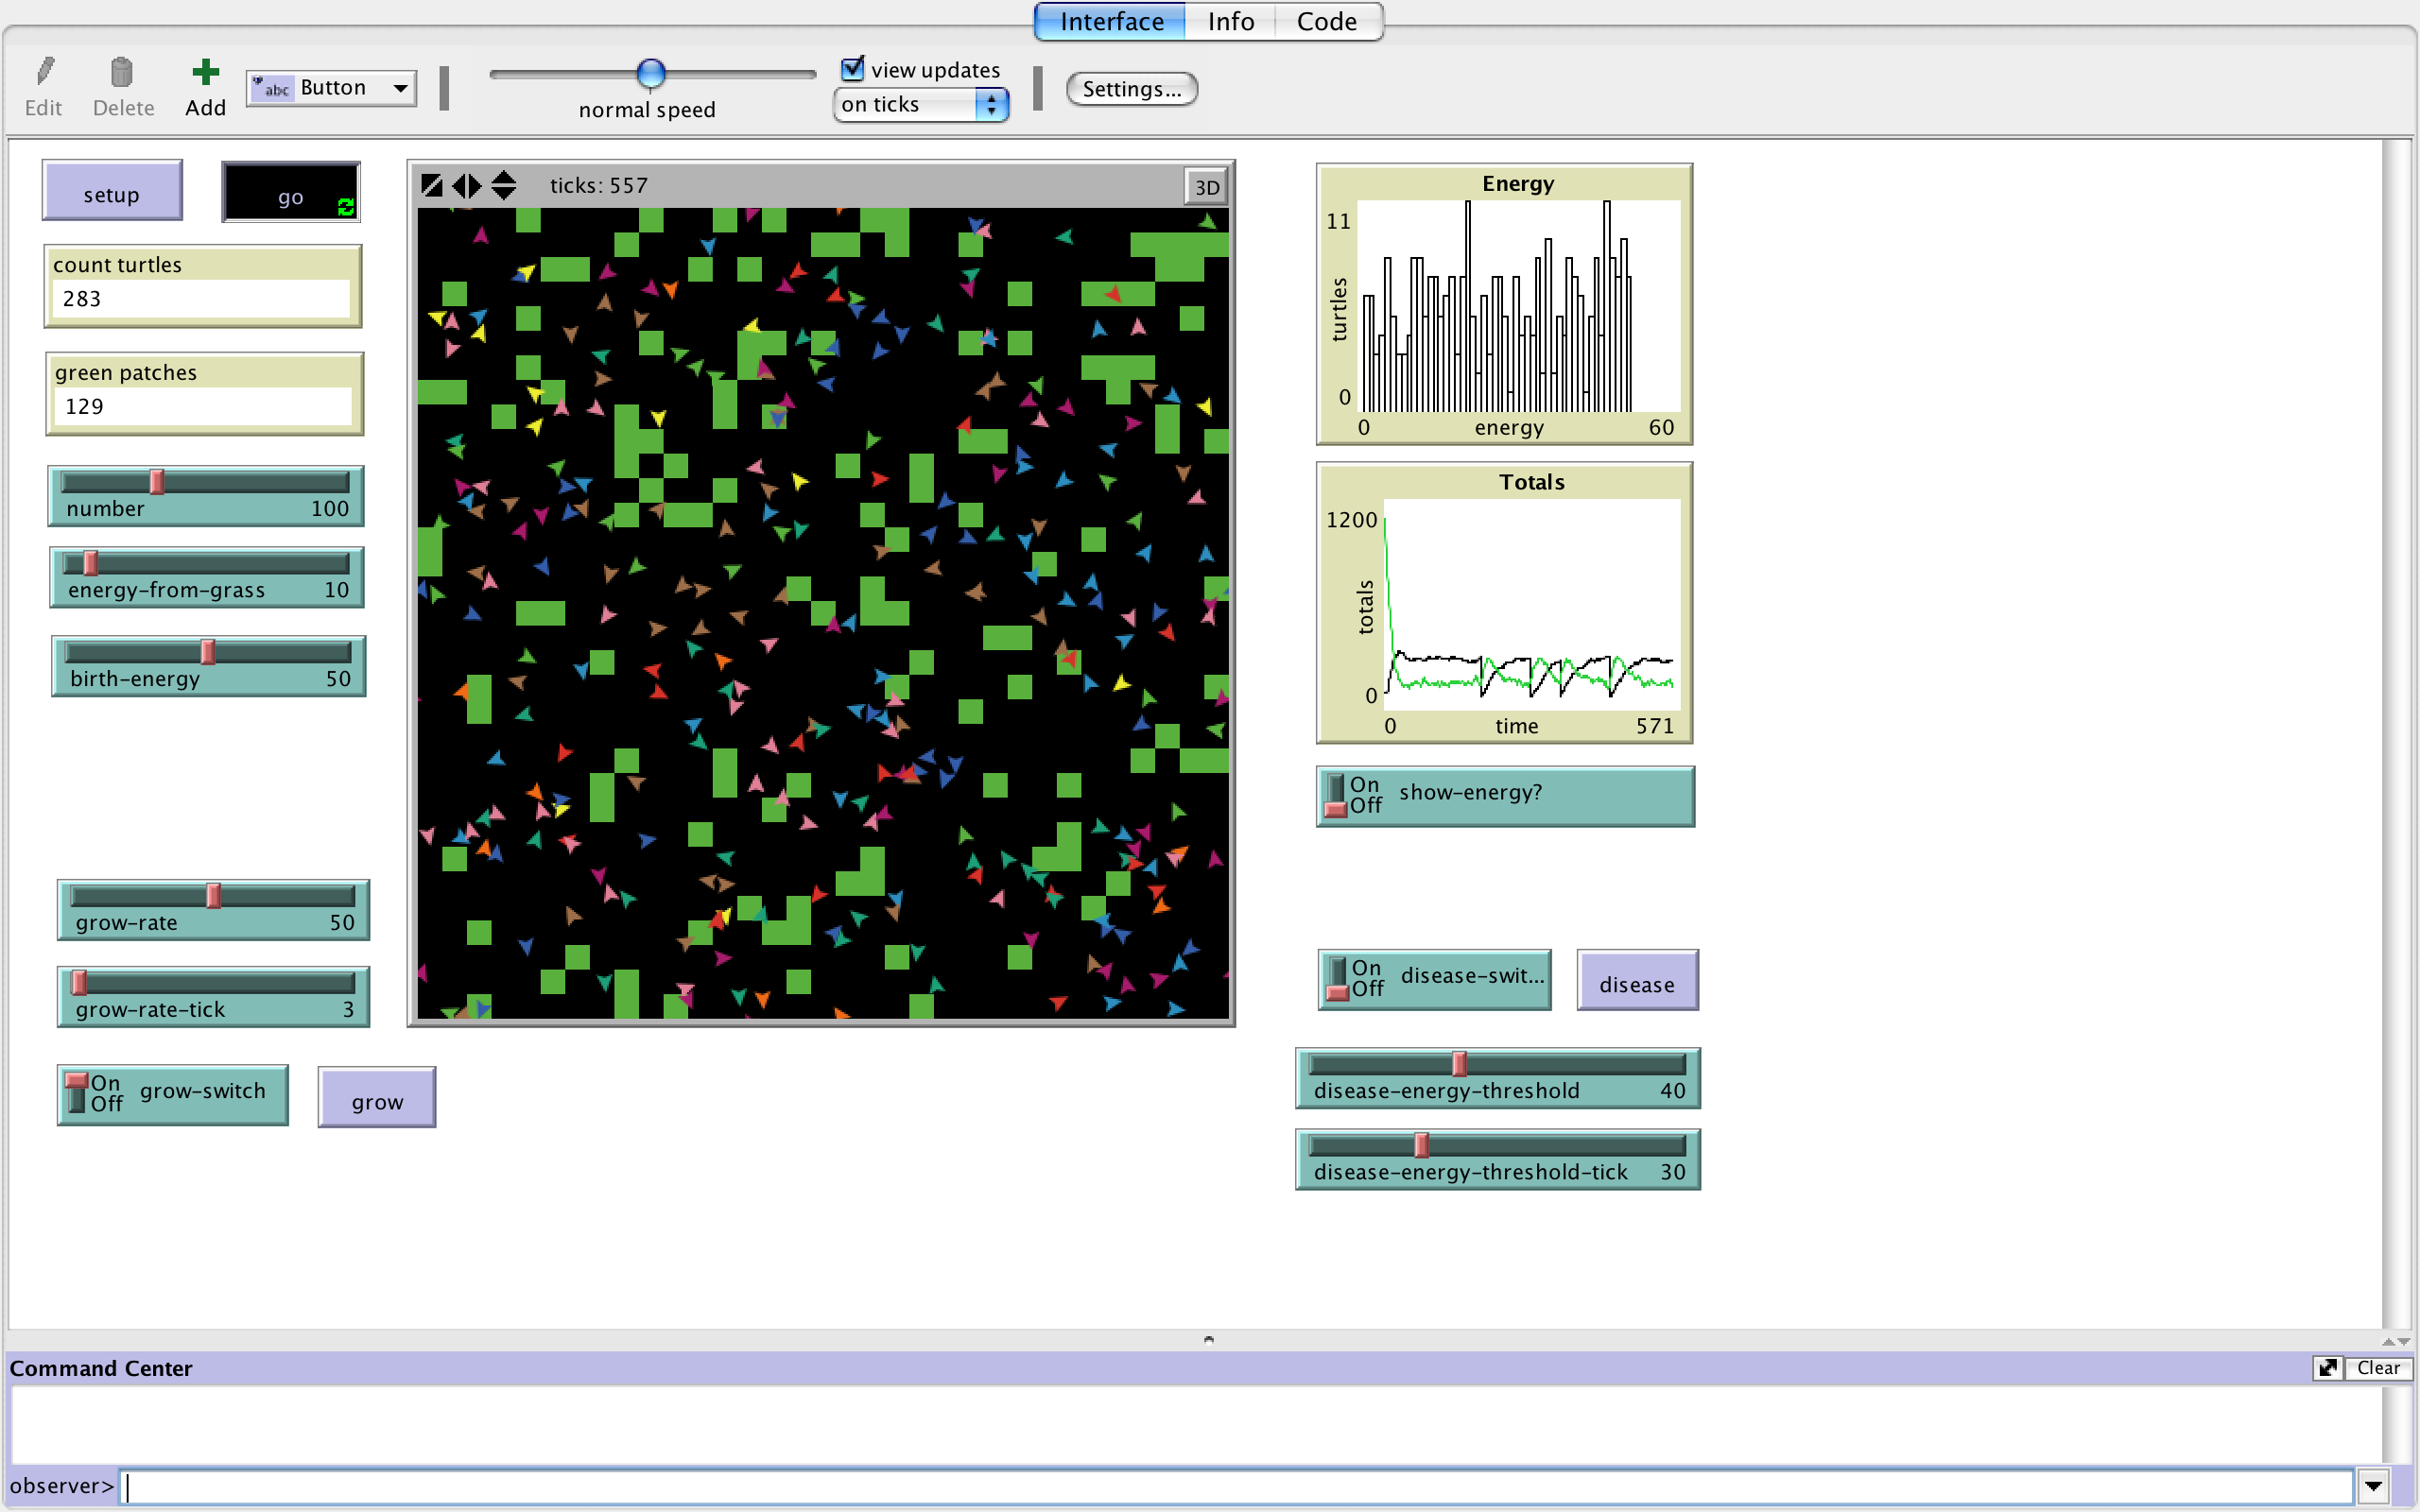 Interface Info Code
Edit Delete Add abc Button
normal speed
view updates
on ticks
Settings...
setup
go
count turtles
283
green patches
129
number 100
energy-from-grass 10
birth-energy 50
grow-rate 50
grow-rate-tick 3
On
Off
grow-switch
grow
ticks: 557
3D
Energy
11
turtles
0
0 energy 60
Totals
1200
totals
0
0 time 571
On
Off
show-energy?
On
Off
disease-swit...
disease
disease-energy-threshold 40
disease-energy-threshold-tick 30
Command Center
Clear
observer>